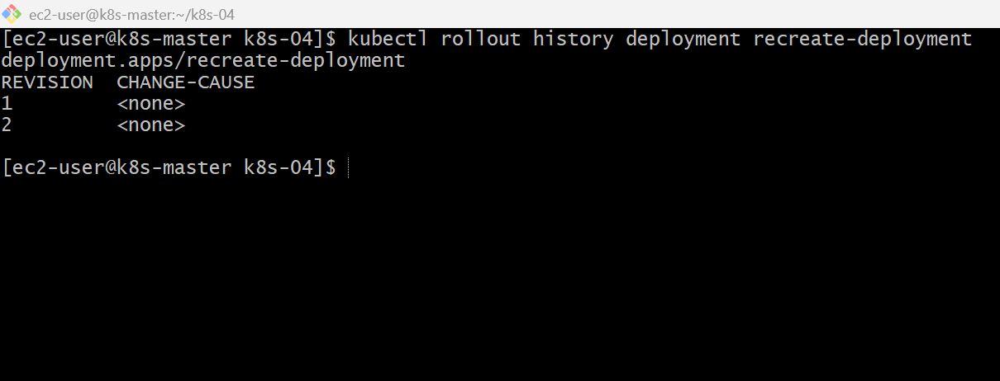 ec2-user@k8s-master:~/k8s-04
[ec2-user@k8s-master k8s-04]$ kubectl rollout history deployment recreate-deployment
deployment.apps/recreate-deployment
REVISION  CHANGE-CAUSE
1         <none>
2         <none>
[ec2-user@k8s-master k8s-04]$